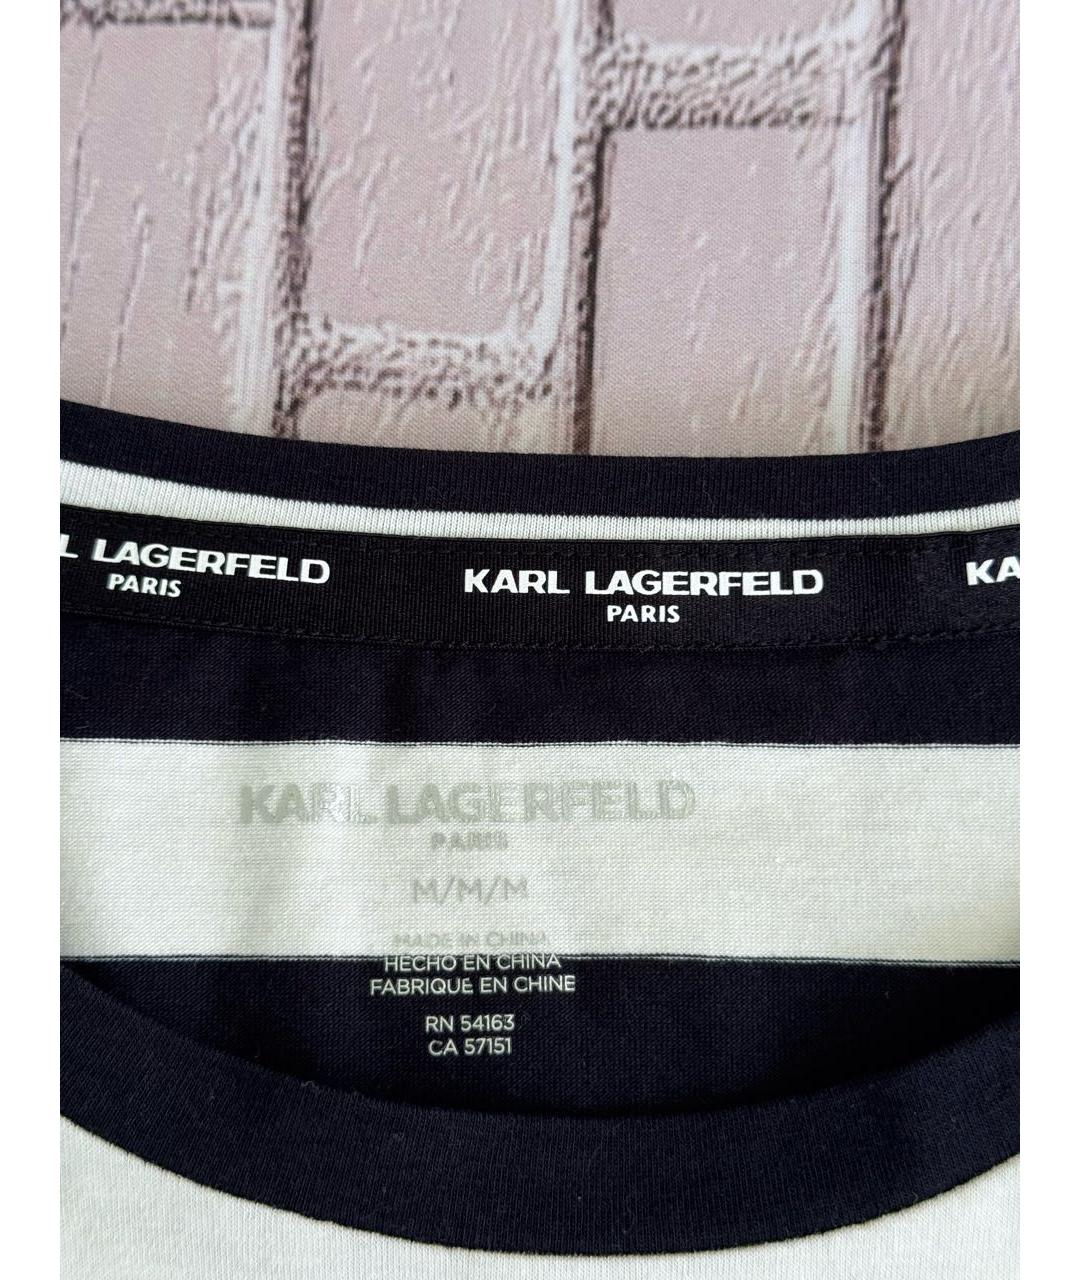 L LAGERFELD
PARIS
KARL LAGERFELD
PARIS
KA
KARL LAGERFELD
PARIS
M/M/M
MADE IN CHINA
HECHO EN CHINA
FABRIQUE EN CHINE
RN 54163
CA 57151